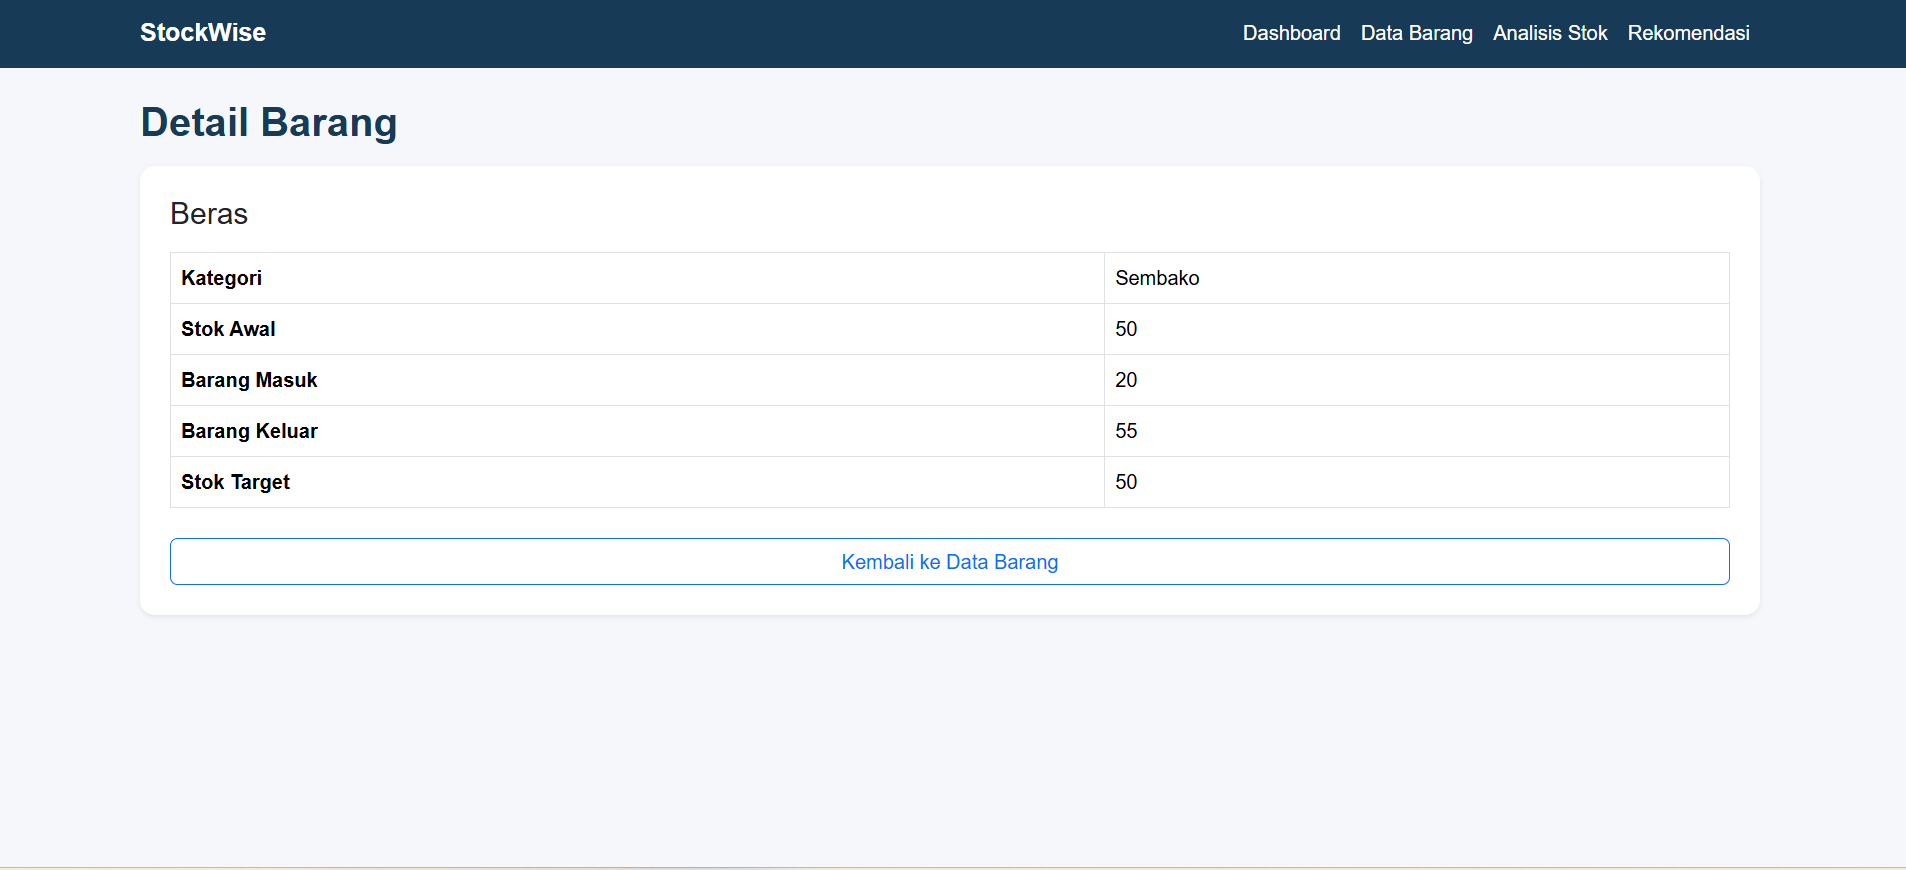 StockWise
Dashboard Data Barang Analisis Stok Rekomendasi
Detail Barang
Beras
Kategori Sembako
Stok Awal 50
Barang Masuk 20
Barang Keluar 55
Stok Target 50
Kembali ke Data Barang